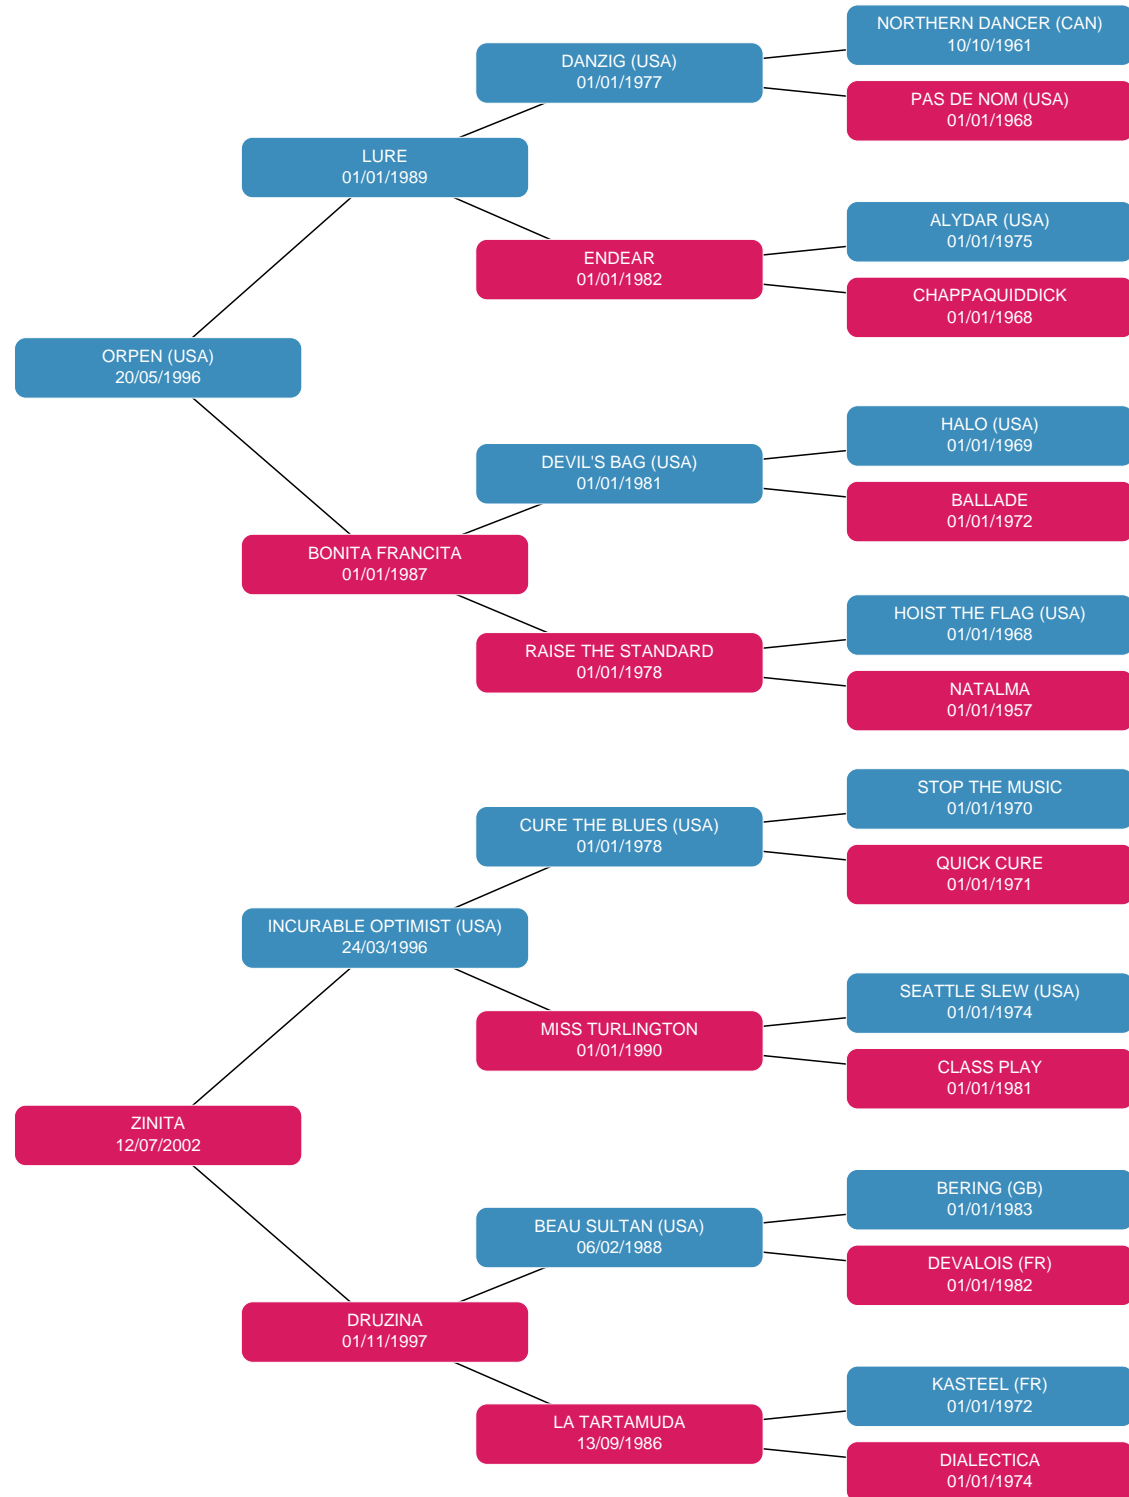 NORTHERN DANCER (CAN)
10/10/1961
DANZIG (USA)
01/01/1977
PAS DE NOM (USA)
01/01/1968
LURE
01/01/1989
ALYDAR (USA)
01/01/1975
ENDEAR
01/01/1982
CHAPPAQUIDDICK
01/01/1968
ORPEN (USA)
20/05/1996
HALO (USA)
01/01/1969
DEVIL'S BAG (USA)
01/01/1981
BALLADE
01/01/1972
BONITA FRANCITA
01/01/1987
HOIST THE FLAG (USA)
01/01/1968
RAISE THE STANDARD
01/01/1978
NATALMA
01/01/1957
STOP THE MUSIC
01/01/1970
CURE THE BLUES (USA)
01/01/1978
QUICK CURE
01/01/1971
INCURABLE OPTIMIST (USA)
24/03/1996
SEATTLE SLEW (USA)
01/01/1974
MISS TURLINGTON
01/01/1990
CLASS PLAY
01/01/1981
ZINITA
12/07/2002
BERING (GB)
01/01/1983
BEAU SULTAN (USA)
06/02/1988
DEVALOIS (FR)
01/01/1982
DRUZINA
01/11/1997
KASTEEL (FR)
01/01/1972
LA TARTAMUDA
13/09/1986
DIALECTICA
01/01/1974